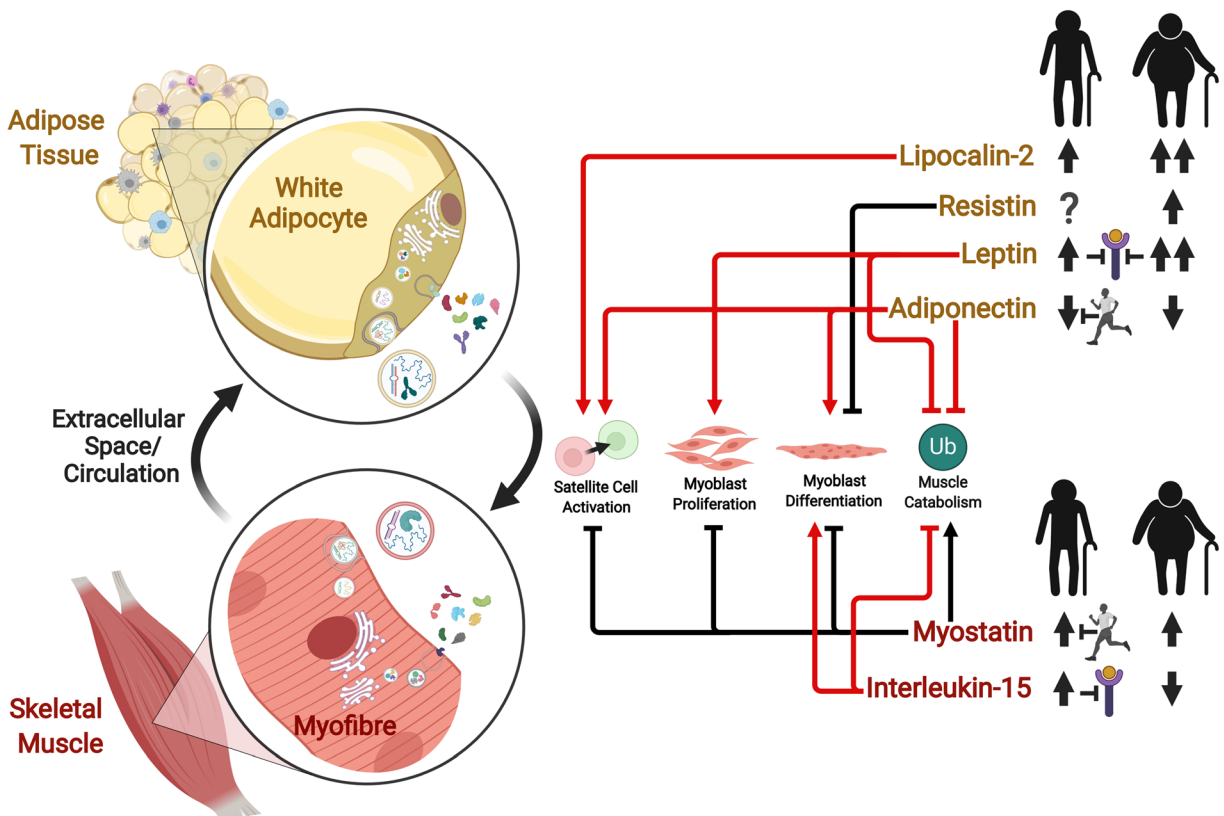 Adipose
Tissue
White
Adipocyte
Extracellular
Space/
Circulation
Skeletal
Muscle
Myofibre
Lipocalin-2
Resistin
?
Leptin
Adiponectin
Satellite Cell
Activation
Myoblast
Proliferation
Myoblast
Differentiation
Ub
Muscle
Catabolism
Myostatin
Interleukin-15